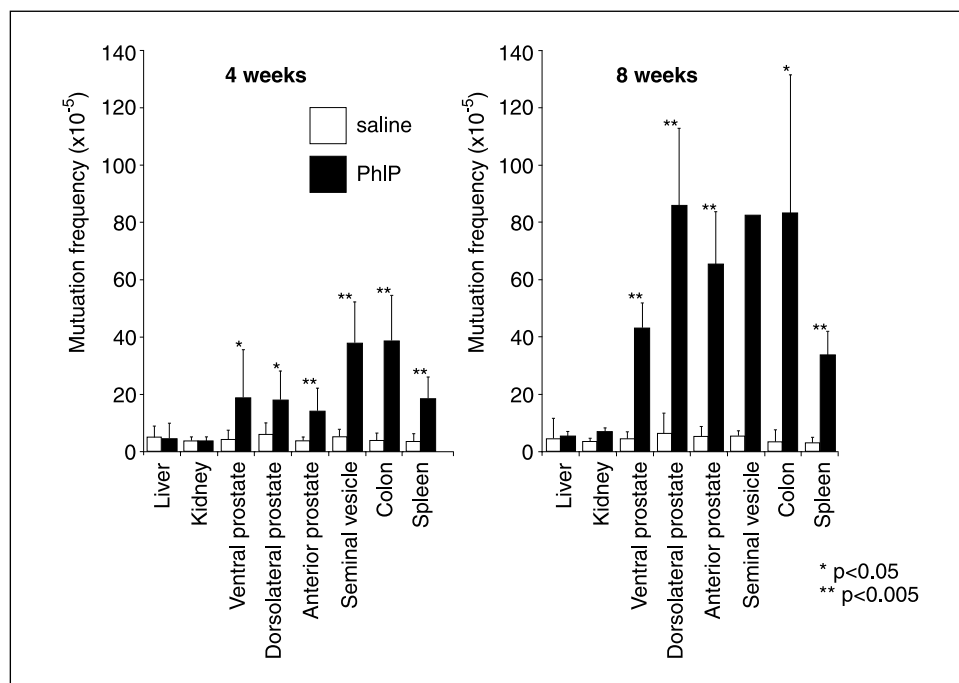 4 weeks
Mutuation frequency (x10-5)
140
120
100
80
60
40
20
0
saline
PhIP
*
*
**
**
**
**
Liver
Kidney
Ventral prostate
Dorsolateral prostate
Anterior prostate
Seminal vesicle
Colon
Spleen
8 weeks
Mutuation frequency (x10-5)
140
120
100
80
60
40
20
0
**
**
**
*
**
Liver
Kidney
Ventral prostate
Dorsolateral prostate
Anterior prostate
Seminal vesicle
Colon
Spleen
* p<0.05
** p<0.005